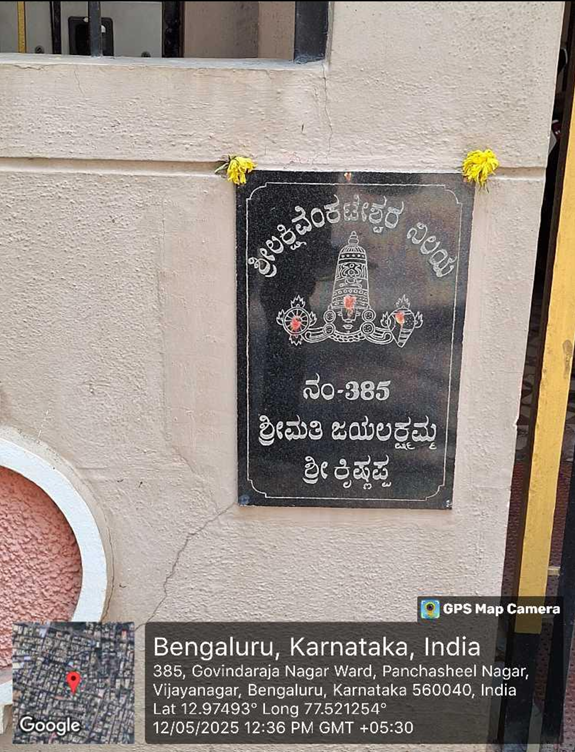 ಶ್ರೀಲಕ್ಷ್ಮಿವೆಂಕಟೇಶ್ವರ ನಿಲಯ
ನಂ-385
ಶ್ರೀಮತಿ ಜಯಲಕ್ಷ್ಮಮ್ಮ
ಶ್ರೀ ಕೃಷ್ಣಪ್ಪ
GPS Map Camera
Bengaluru, Karnataka, India
385, Govindaraja Nagar Ward, Panchasheel Nagar,
Vijayanagar, Bengaluru, Karnataka 560040, India
Lat 12.97493° Long 77.521254°
12/05/2025 12:36 PM GMT +05:30
Google